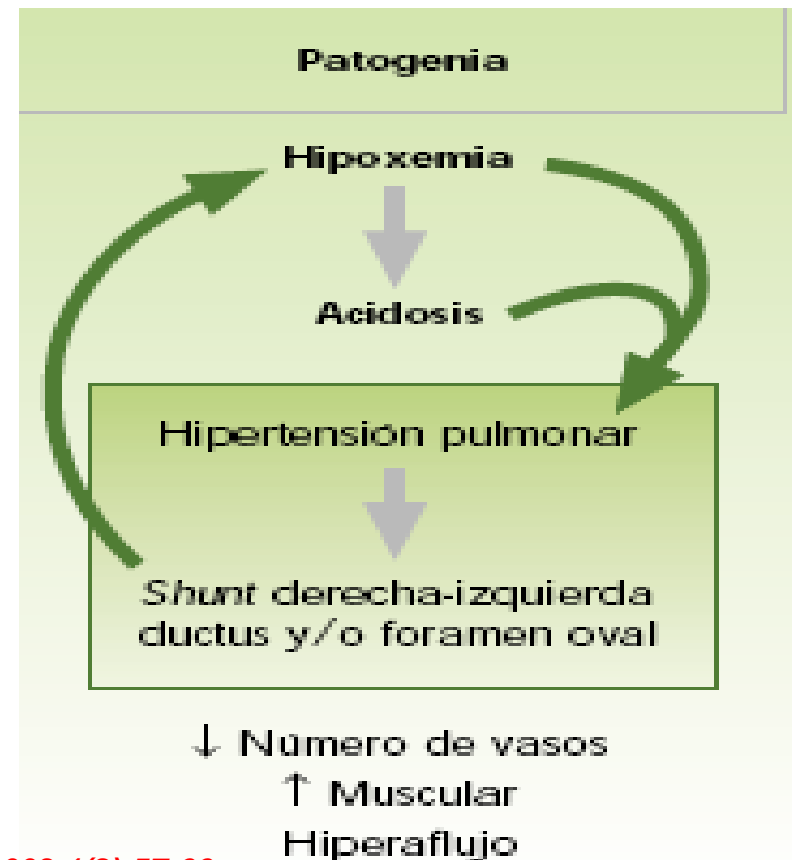 Patogenia
Hipoxemia
Acidosis
Hipertensión pulmonar
Shunt derecha-izquierda
ductus y/o foramen oval
↓ Número de vasos
↑ Muscular
Hiperaflujo